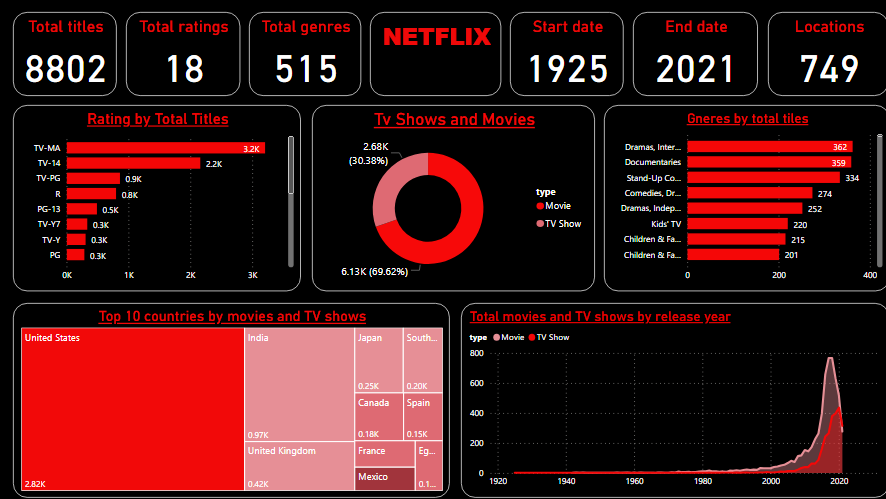 Total titles
8802
Total ratings
18
Total genres
515
NETFLIX
Start date
1925
End date
2021
Locations
749
Rating by Total Titles
TV-MA 3.2K
TV-14 2.2K
TV-PG 0.9K
R 0.8K
PG-13 0.5K
TV-Y7 0.3K
TV-Y 0.3K
PG 0.3K
0K 1K 2K 3K
Tv Shows and Movies
2.68K
(30.38%)
6.13K (69.62%)
type
Movie
TV Show
Gneres by total tiles
Dramas, Inter... 362
Documentaries 359
Stand-Up Co... 334
Comedies, Dr... 274
Dramas, Indep... 252
Kids' TV 220
Children & Fa... 215
Children & Fa... 201
0 200 400
Top 10 countries by movies and TV shows
United States
2.82K
India
0.97K
United Kingdom
0.42K
Japan
0.25K
South...
0.20K
Canada
0.18K
Spain
0.15K
France
Eg...
0.1...
Mexico
Total movies and TV shows by release year
type Movie TV Show
800
600
400
200
0
1920 1940 1960 1980 2000 2020